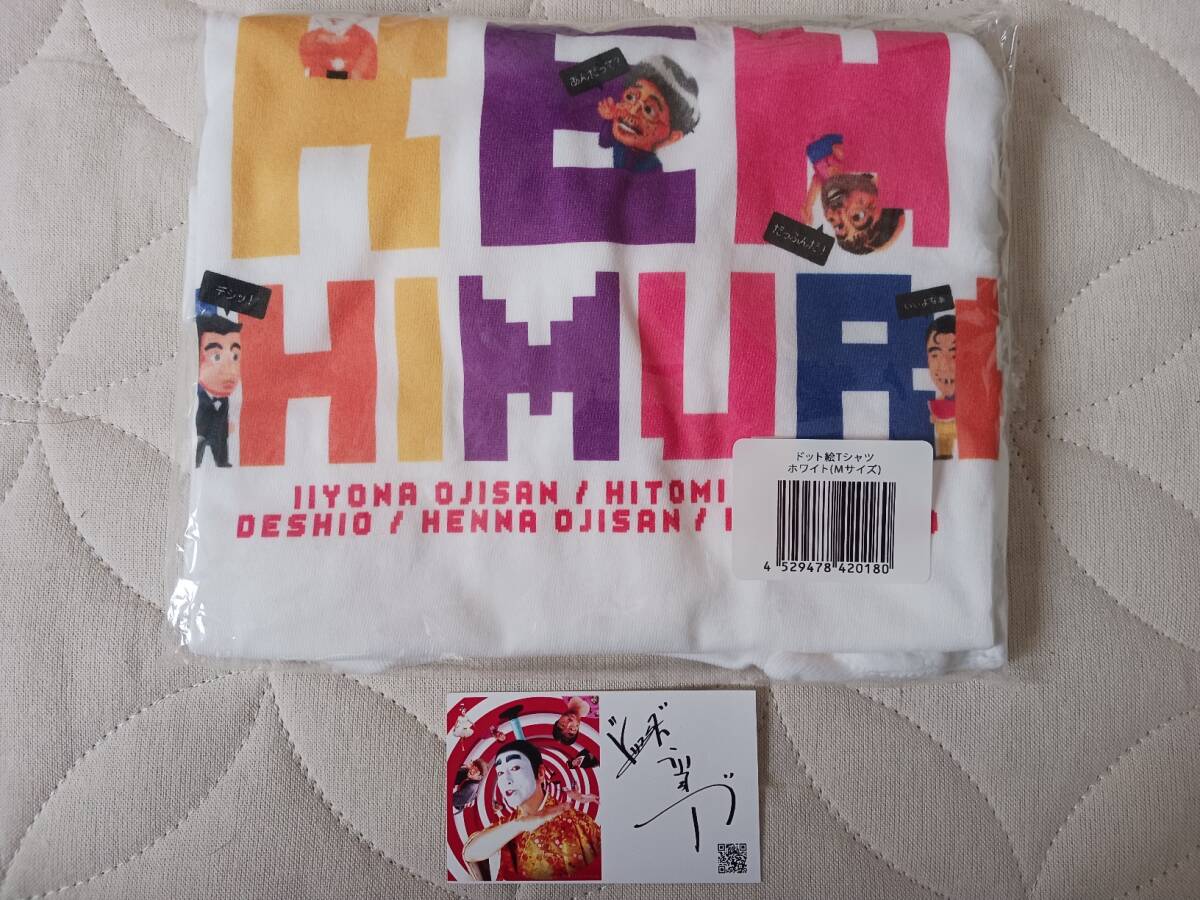 KEN
あんだって?
だっふんだ!
デシッ!
いいよなぁ
HIMUR
IIYONA OJISAN / HITOMI
DESHIO / HENNA OJISAN /
ドット絵Tシャツ
ホワイト(Mサイズ)
4 529478 420180